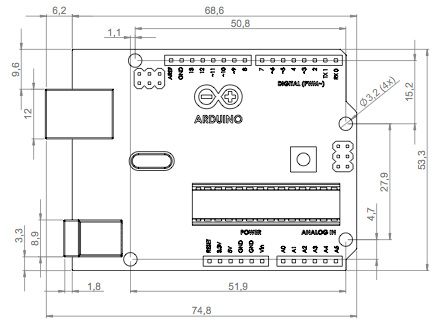 6,2
68,6
50,8
1,1
AREF
GND
13
12
~11
~10
~9
8
7
~6
~5
4
~3
2
TX 1
RX 0
DIGITAL (PWM~)
Ø3,2 (4x)
9,6
12
15,2
ARDUINO
53,3
27,9
4,7
3,3
8,9
POWER
ANALOG IN
RESET
3.3V
5V
GND
GND
Vin
A0
A1
A2
A3
A4
A5
1,8
51,9
74,8